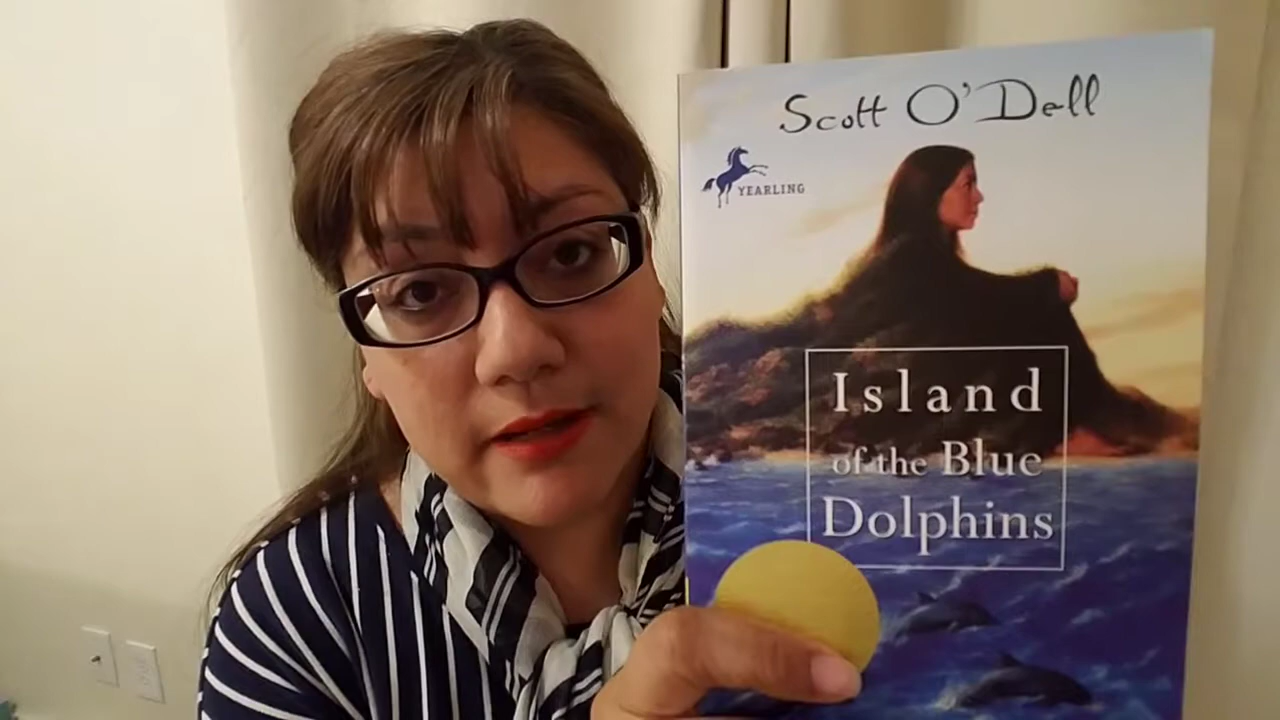 Scott O'Dell
YEARLING
Island
of the Blue
Dolphins